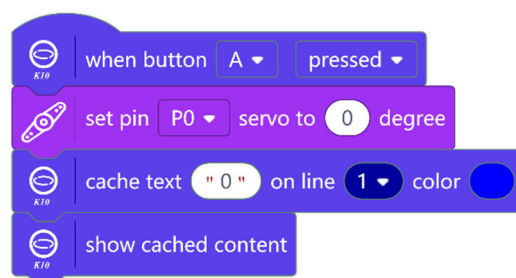 K10 when button A pressed
set pin P0 servo to 0 degree
K10 cache text " 0 " on line 1 color
K10 show cached content